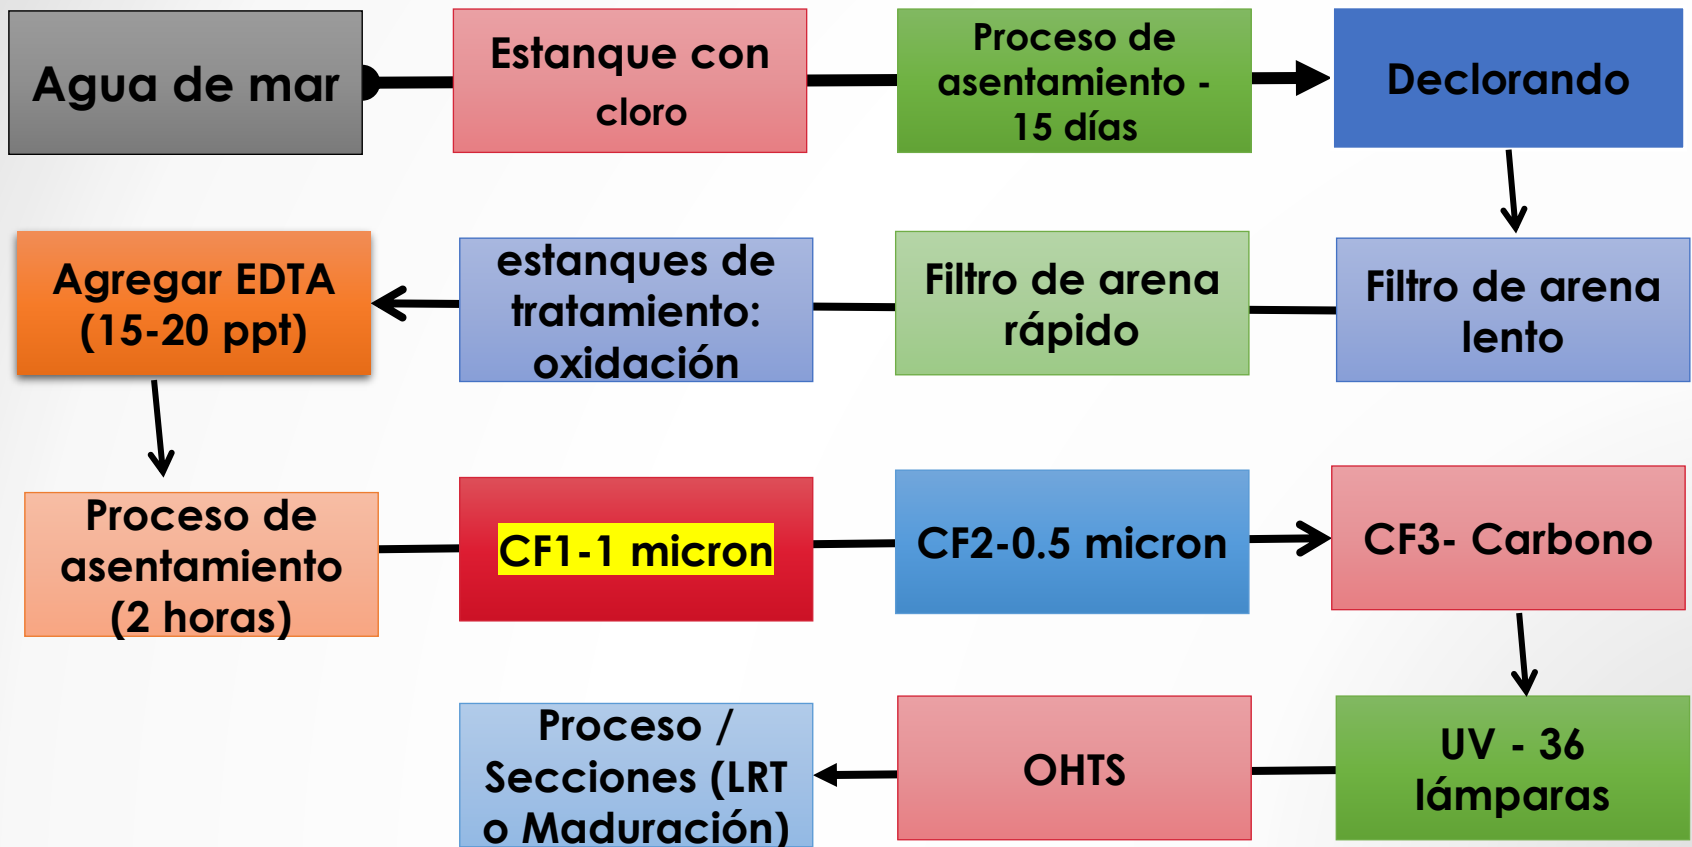 Agua de mar
Estanque con
cloro
Proceso de
asentamiento -
15 días
Declorando
Agregar EDTA
(15-20 ppt)
estanques de
tratamiento:
oxidación
Filtro de arena
rápido
Filtro de arena
lento
Proceso de
asentamiento
(2 horas)
CF1-1 micron
CF2-0.5 micron
CF3- Carbono
Proceso /
Secciones (LRT
o Maduración)
OHTS
UV - 36
lámparas